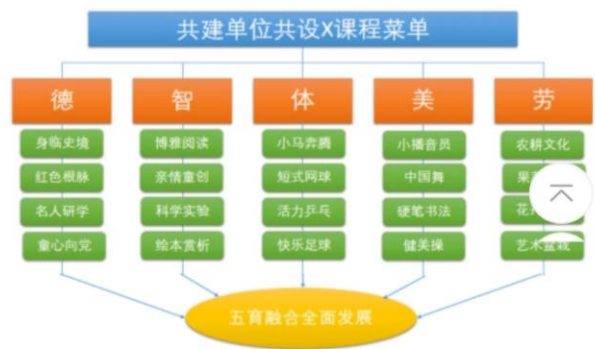 共建单位共设X课程菜单
德 智 体 美 劳
身临史境 博雅阅读 小马奔腾 小播音员 农耕文化
红色根脉 亲情童创 短式网球 中国舞
名人研学 科学实验 活力乒乓 硬笔书法
童心向党 绘本赏析 快乐足球 健美操 艺术盆栽
五育融合全面发展